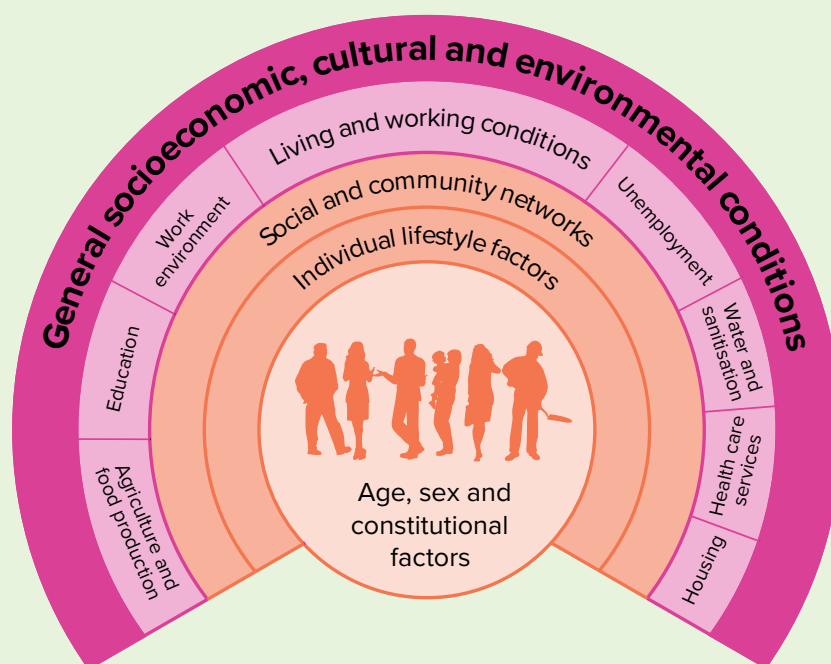 General socioeconomic, cultural and environmental conditions
Living and working conditions
Work
environment
Unemployment
Education
Water and
sanitisation
Agriculture and
food production
Health care
services
Housing
Social and community networks
Individual lifestyle factors
Age, sex and
constitutional
factors